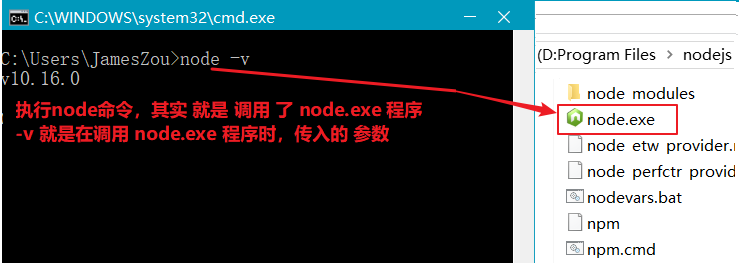 C:\WINDOWS\system32\cmd.exe
C:\Users\JamesZou>node -v
v10.16.0
执行node命令，其实 就是 调用 了 node.exe 程序
-v 就是在调用 node.exe 程序时，传入的 参数
(D:Program Files) nodejs
node modules
node.exe
node etw provider.
node perfctr provid
nodevars.bat
npm
npm.cmd